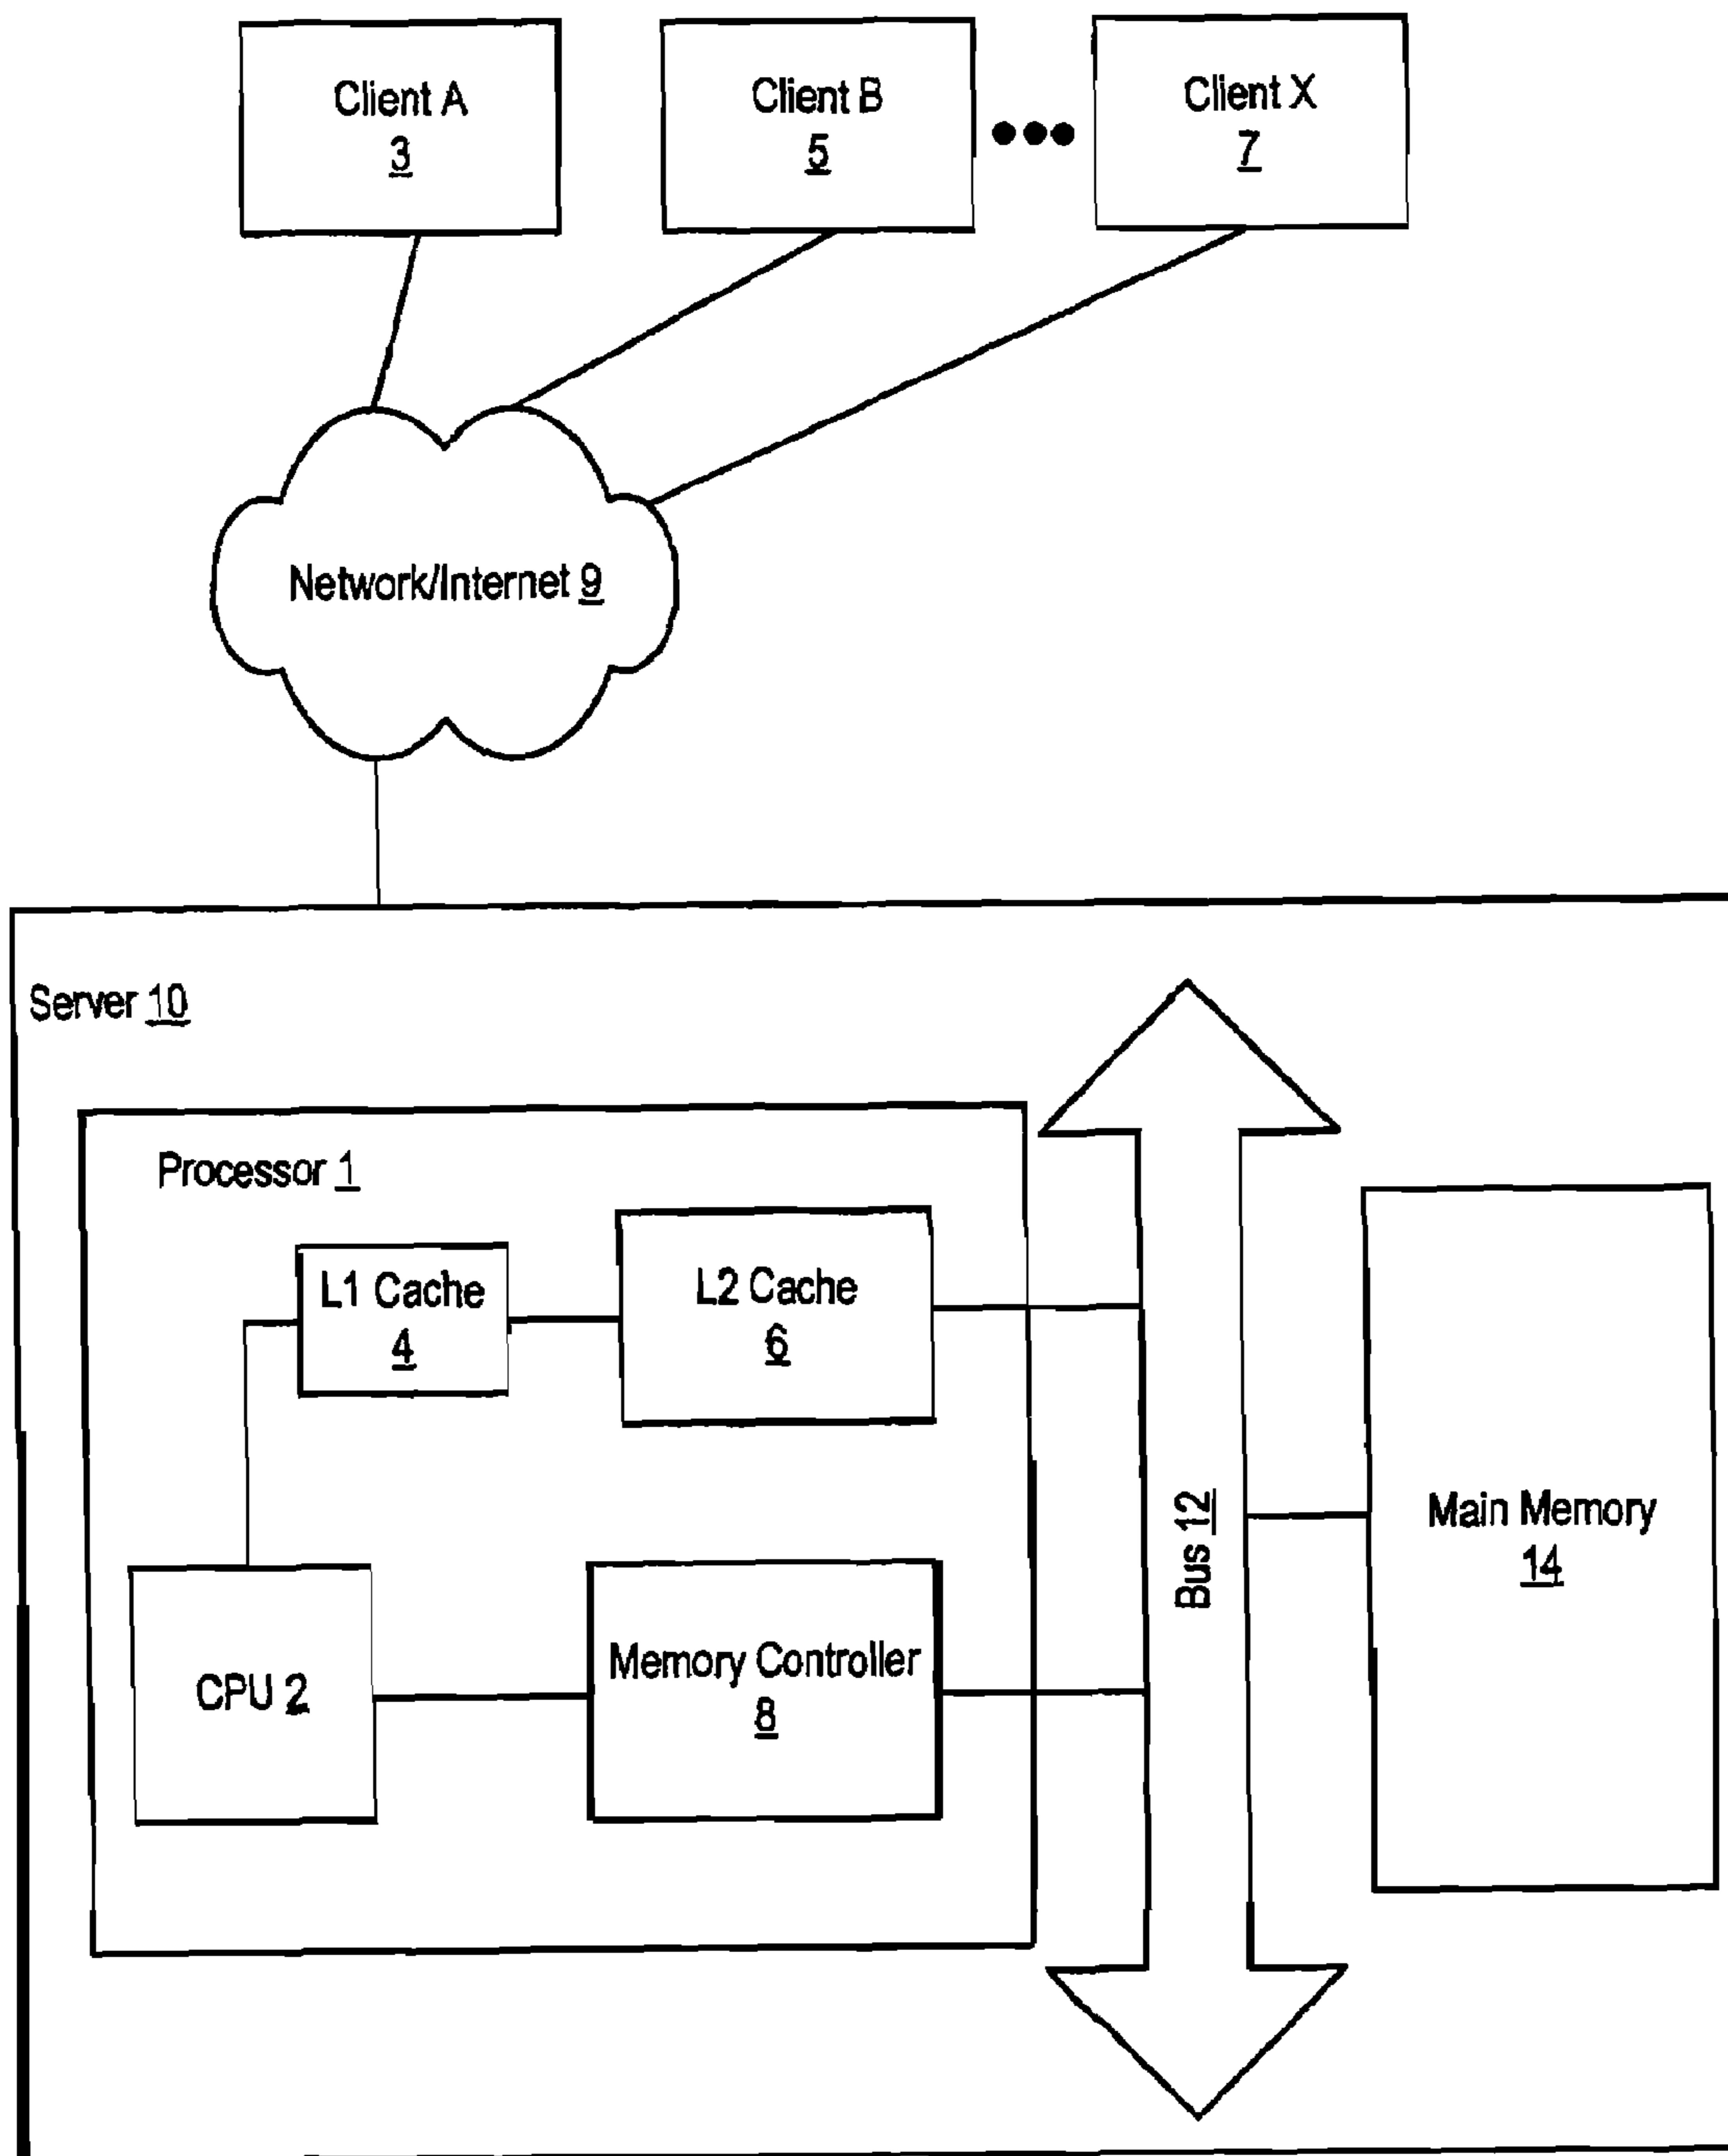 Client A
3
Client B
5
Client X
7
Network/Internet 9
Server 10
Processor 1
L1 Cache
4
L2 Cache
6
CPU 2
Memory Controller
8
Bus 12
Main Memory
14